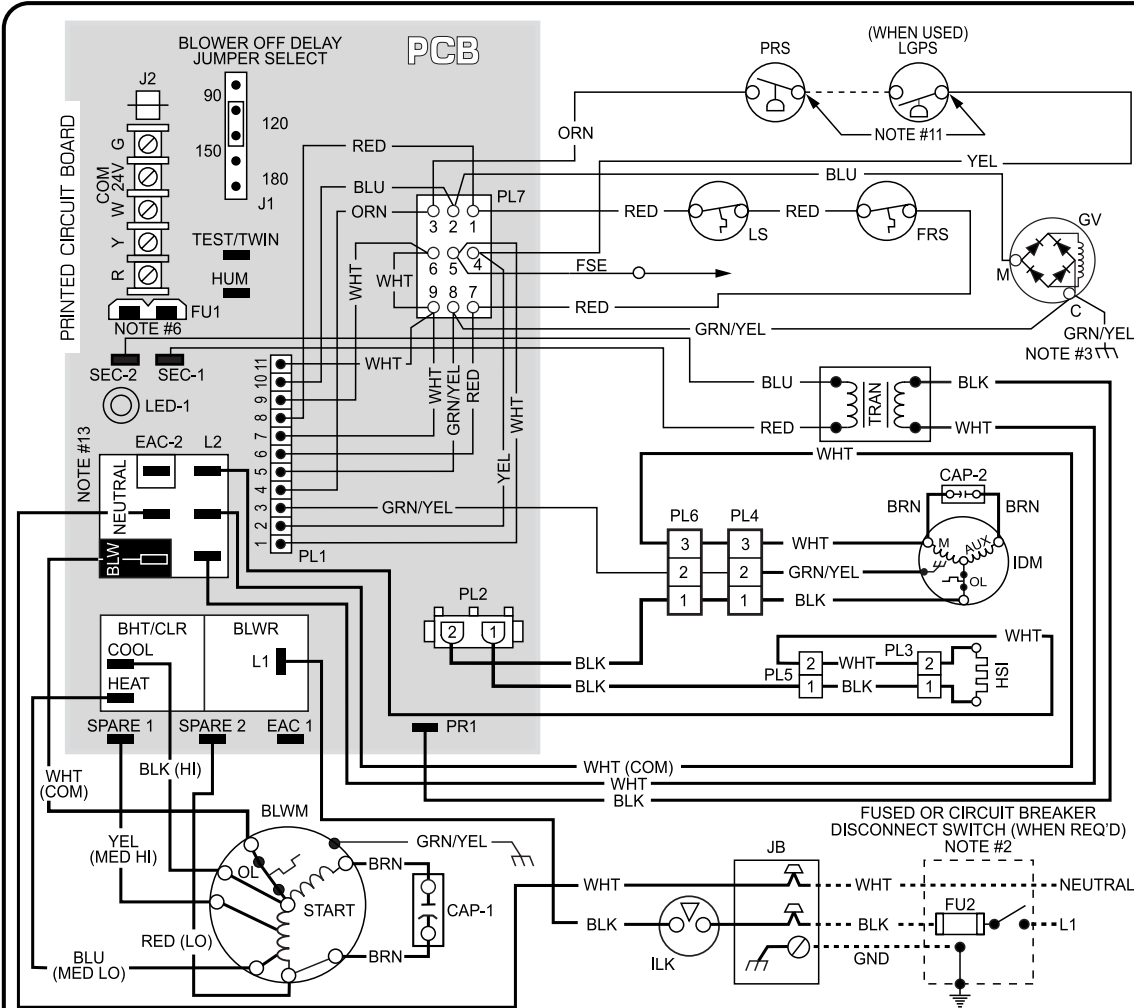 BLOWER OFF DELAY
JUMPER SELECT
PCB
PRINTED CIRCUIT BOARD
J2
G
COM
24V
W
Y
R
90
120
150
180
J1
TEST/TWIN
HUM
FU1
NOTE #6
SEC-2
SEC-1
LED-1
NOTE #13
EAC-2
L2
NEUTRAL
BLW
BHT/CLR
BLWR
COOL
L1
HEAT
SPARE 1
SPARE 2
EAC 1
PR1
RED
BLU
ORN
WHT
WHT
WHT
PL7
3 2 1
6 5 4
9 8 7
WHT
GRN/YEL
RED
YEL
WHT
11
10
9
8
7
6
5
4
3
2
1
PL1
GRN/YEL
PL2
2 1
PRS
(WHEN USED)
LGPS
NOTE #11
ORN
YEL
BLU
RED
LS
RED
FRS
FSE
RED
GRN/YEL
GV
M
C
GRN/YEL
NOTE #3
BLU
RED
TRAN
BLK
WHT
WHT
CAP-2
BRN
BRN
PL6
PL4
3
3
WHT
2
2
GRN/YEL
1
1
BLK
M
AUX
OL
IDM
BLK
BLK
WHT
PL5
2
1
WHT
BLK
PL3
2
1
HSI
WHT (COM)
WHT
BLK
WHT
(COM)
BLK (HI)
YEL
(MED HI)
RED (LO)
BLU
(MED LO)
BLWM
OL
START
GRN/YEL
BRN
CAP-1
BRN
FUSED OR CIRCUIT BREAKER
DISCONNECT SWITCH (WHEN REQ'D)
NOTE #2
JB
WHT
WHT
NEUTRAL
BLK
BLK
FU2
L1
ILK
GND